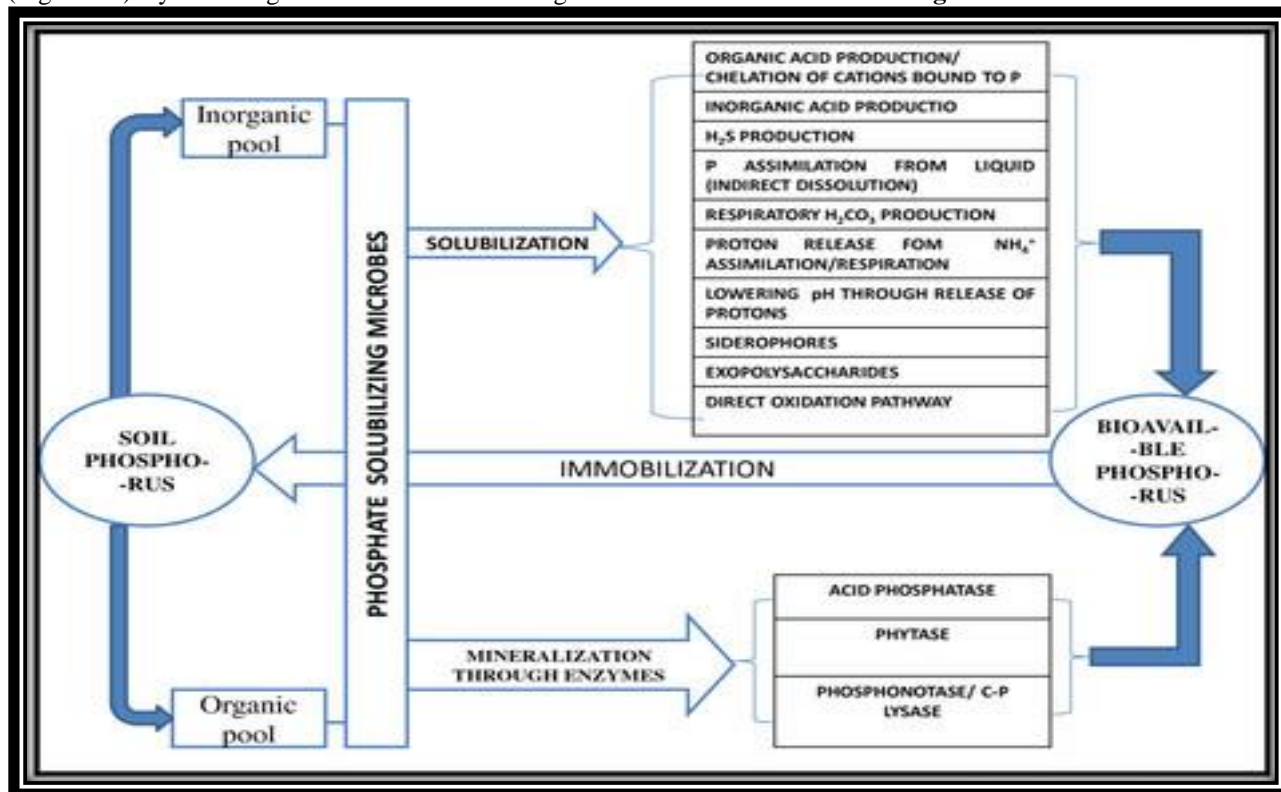 Inorganic
pool
PHOSPHATE SOLUBILIZING MICROBES
SOLUBILIZATION
ORGANIC ACID PRODUCTION/
CHELATION OF CATIONS BOUND TO P
INORGANIC ACID PRODUCTIO
H₂S PRODUCTION
P ASSIMILATION FROM LIQUID
(INDIRECT DISSOLUTION)
RESPIRATORY H₂CO₃ PRODUCTION
PROTON RELEASE FOM NH₄⁺
ASSIMILATION/RESPIRATION
LOWERING pH THROUGH RELEASE OF
PROTONS
SIDEROPHORES
EXOPOLYSACCHARIDES
DIRECT OXIDATION PATHWAY
SOIL
PHOSPHO-
-RUS
IMMOBILIZATION
BIOAVAIL-
-BLE
PHOSPHO-
-RUS
MINERALIZATION
THROUGH ENZYMES
ACID PHOSPHATASE
PHYTASE
PHOSPHONOTASE/ C-P
LYSASE
Organic
pool